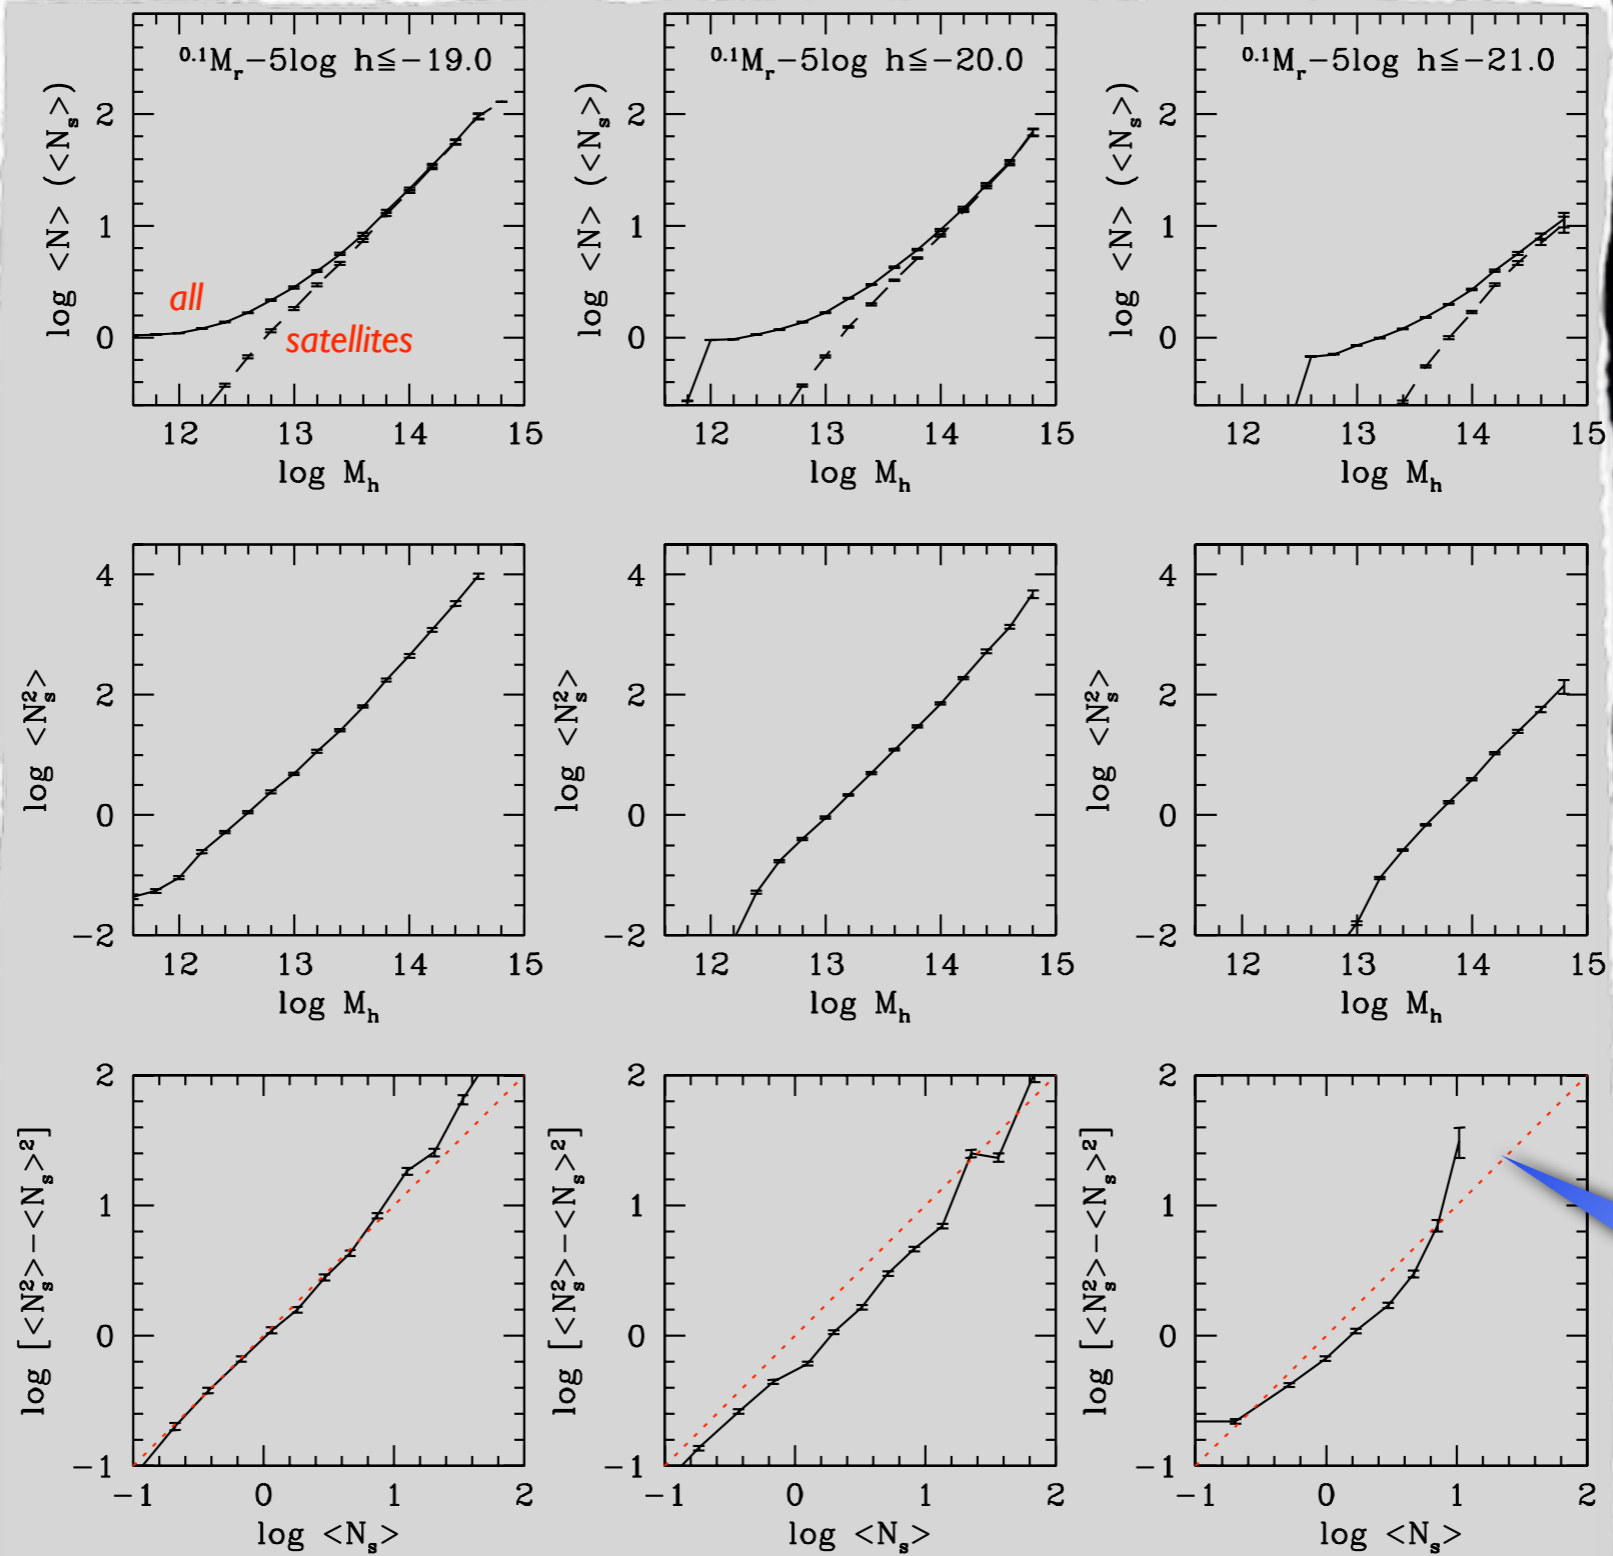 ⁰·¹Mᵣ−5log h≦−19.0
⁰·¹Mᵣ−5log h≦−20.0
⁰·¹Mᵣ−5log h≦−21.0
log <N> (<Nₛ>)
2
1
0
all
satellites
12 13 14 15
log Mₕ
log <N> (<Nₛ>)
2
1
0
12 13 14 15
log Mₕ
log <N> (<Nₛ>)
2
1
0
12 13 14 15
log Mₕ
log <Nₛ²>
4
2
0
−2
12 13 14 15
log Mₕ
log <Nₛ²>
4
2
0
−2
12 13 14 15
log Mₕ
log <Nₛ²>
4
2
0
−2
12 13 14 15
log Mₕ
log [<Nₛ²>−<Nₛ>²]
2
1
0
−1
−1 0 1 2
log <Nₛ>
log [<Nₛ²>−<Nₛ>²]
2
1
0
−1
−1 0 1 2
log <Nₛ>
log [<Nₛ²>−<Nₛ>²]
2
1
0
−1
−1 0 1 2
log <Nₛ>